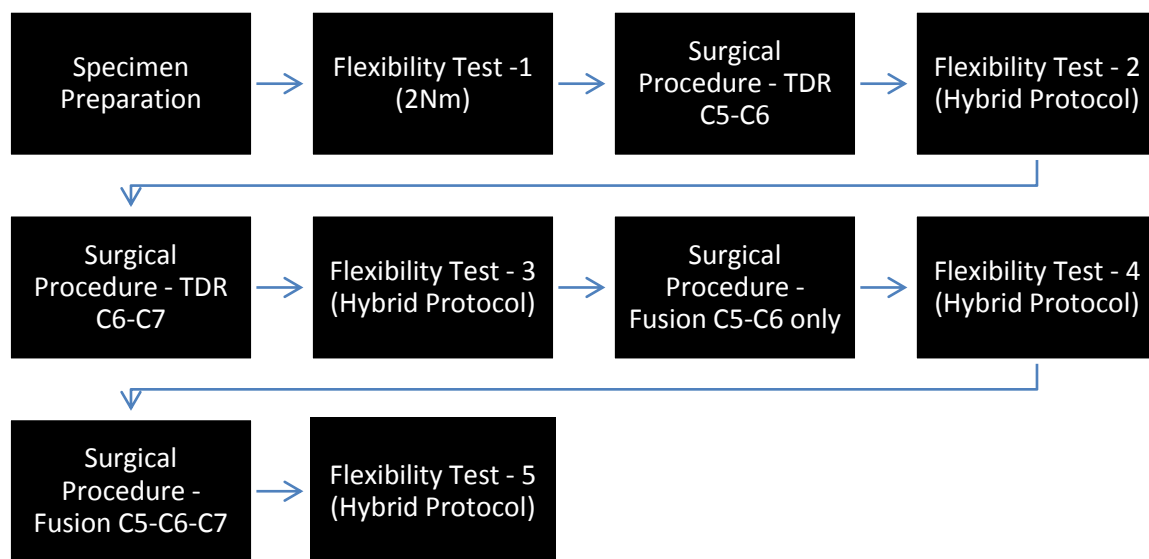 Specimen
Preparation
Flexibility Test -1
(2Nm)
Surgical
Procedure - TDR
C5-C6
Flexibility Test - 2
(Hybrid Protocol)
Surgical
Procedure - TDR
C6-C7
Flexibility Test - 3
(Hybrid Protocol)
Surgical
Procedure -
Fusion C5-C6 only
Flexibility Test - 4
(Hybrid Protocol)
Surgical
Procedure -
Fusion C5-C6-C7
Flexibility Test - 5
(Hybrid Protocol)